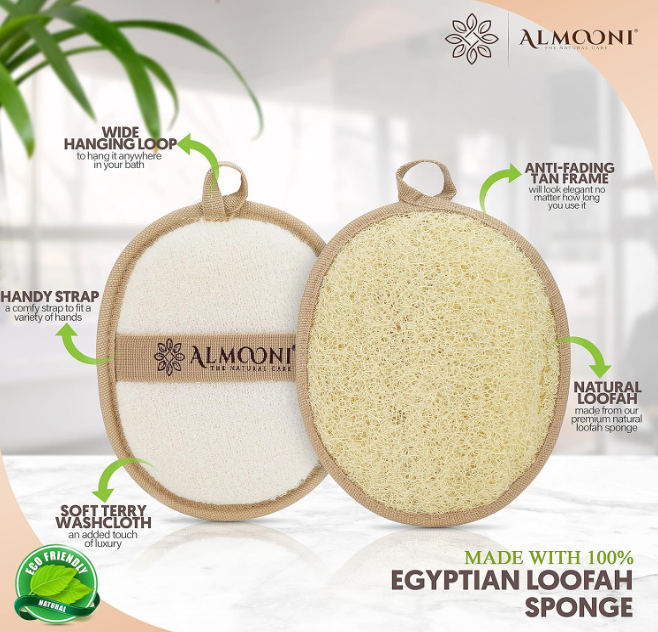 ALMOONI®
THE NATURAL CARE
WIDE
HANGING LOOP
to hang it anywhere
in your bath
ANTI-FADING
TAN FRAME
will look elegant no
matter how long
you use it
HANDY STRAP
a comfy strap to fit a
variety of hands
ALMOONI®
THE NATURAL CARE
NATURAL
LOOFAH
made from our
premium natural
loofah sponge
SOFT TERRY
WASHCLOTH
an added touch
of luxury
ECO FRIENDLY
NATURAL
MADE WITH 100%
EGYPTIAN LOOFAH
SPONGE